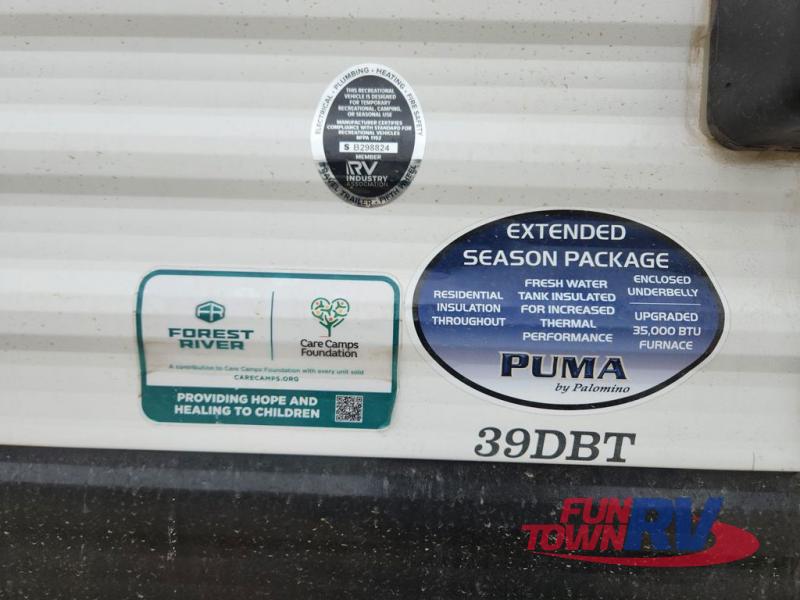 ELECTRICAL - PLUMBING - HEATING - FIRE SAFETY
THIS RECREATIONAL
VEHICLE IS DESIGNED
FOR TEMPORARY
RECREATIONAL, CAMPING,
OR SEASONAL USE
MANUFACTURER CERTIFIES
COMPLIANCE WITH STANDARD FOR
RECREATIONAL VEHICLES
NFPA 1192
S B298824
MEMBER
RV
INDUSTRY
ASSOCIATION
TRAVEL TRAILER - FIFTH WHEEL
EXTENDED
SEASON PACKAGE
RESIDENTIAL
INSULATION
THROUGHOUT
FRESH WATER
TANK INSULATED
FOR INCREASED
THERMAL
PERFORMANCE
ENCLOSED
UNDERBELLY
UPGRADED
35,000 BTU
FURNACE
PUMA
by Palomino
FR
FOREST
RIVER
Care Camps
Foundation
A contribution to Care Camps Foundation with every unit sold
CARECAMPS.ORG
PROVIDING HOPE AND
HEALING TO CHILDREN
39DBT
FUN
TOWN
RV